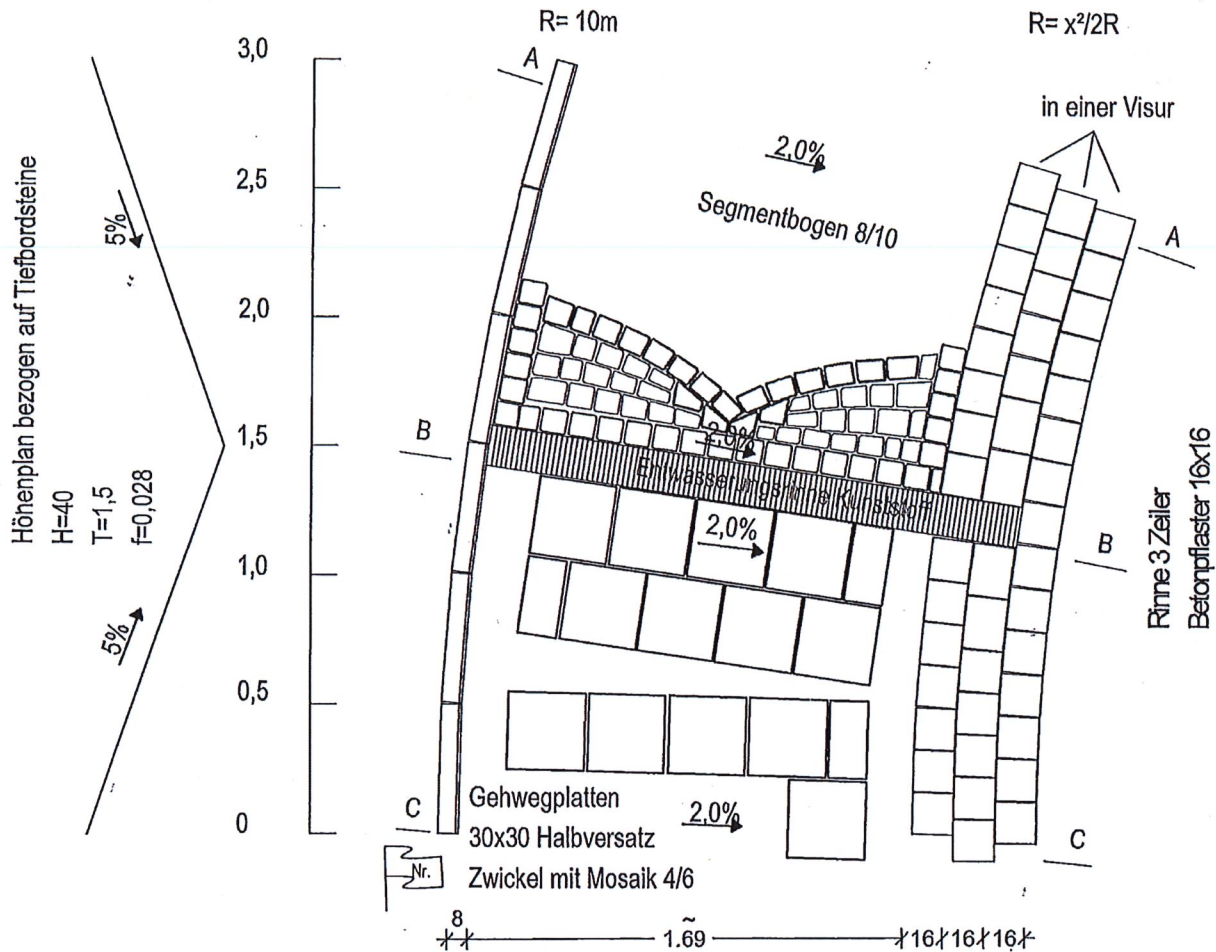 R= 10m
R= x²/2R
3,0
A
in einer Visur
2,0%
2,5
Segmentbogen 8/10
A
5%
Höhenplan bezogen auf Tiefbordsteine
H=40
T=1,5
f=0,028
2,0
B
1,5
2,0%
Entwässerungsrinne Kunststoff
2,0%
B
Rinne 3 Zeiler
Betonpflaster 16x16
1,0
5%
0,5
C
0
Gehwegplatten
30x30 Halbversatz
Zwickel mit Mosaik 4/6
2,0%
C
Nr.
8
~
1.69
16
16
16